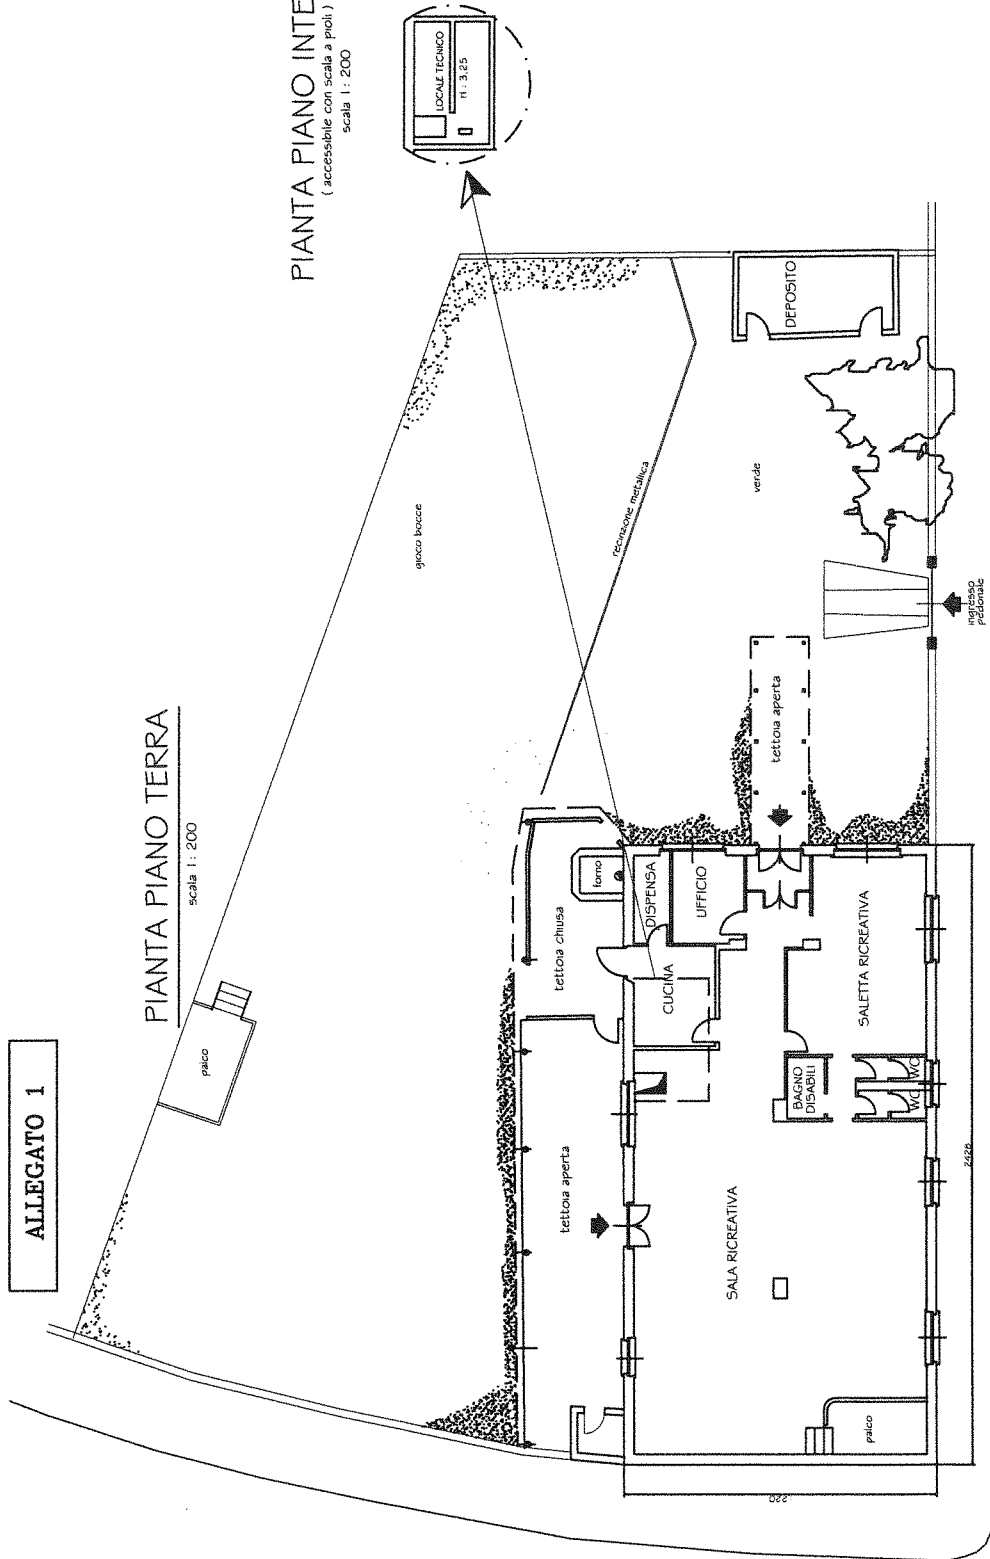 ALLEGATO 1
PIANTA PIANO TERRA
scala 1 : 200
PIANTA PIANO INTE
( accessibile con scala a pioli )
scala 1 : 200
LOCALE TECNICO
H : 3.25
palco
gioco bocce
recinzione metallica
verde
DEPOSITO
ingresso
pedonale
tettoia aperta
tettoia chiusa
forno
tettoia aperta
DISPENSA
UFFICIO
CUCINA
SALETTA RICREATIVA
BAGNO
DISABILI
WC
WC
SALA RICREATIVA
palco
2428